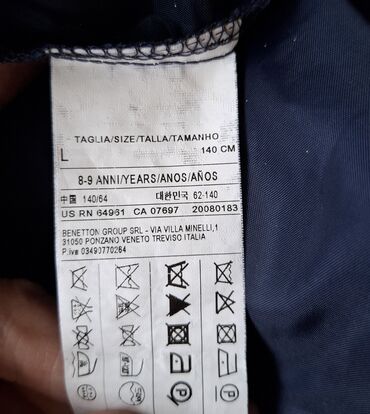 TAGLIA/SIZE/TALLA/TAMANHO
L 140 CM
8-9 ANNI/YEARS/ANOS/AÑOS
中国 140/64 대한민국 62-140
US RN 64961 CA 07697 20080183
BENETTON GROUP SRL - VIA VILLA MINELLI,1
31050 PONZANO VENETO TREVISO ITALIA
P.iva 03490770264